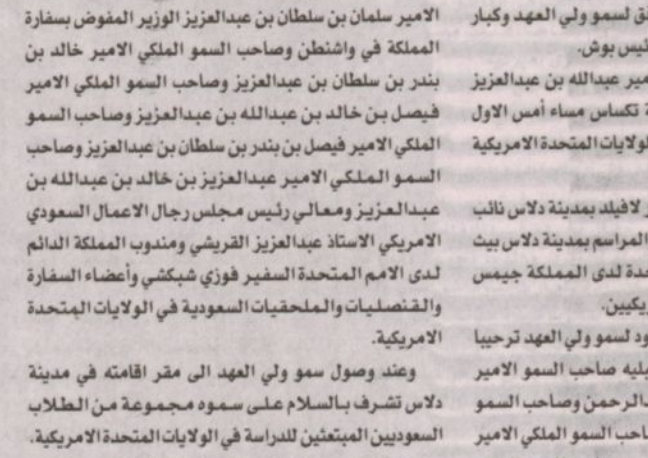 ق لسمو ولي العهد وكبار
ئيس بوش.
مير عبدالله بن عبدالعزيز
ة تكساس مساء أمس الاول
لولايات المتحدة الامريكية
ر لافيلد بمدينة دلاس نائب
المراسم بمدينة دلاس بيث
حدة لدى المملكة جيمس
ريكيين.
ود لسمو ولي العهد ترحيبا
يليه صاحب السمو الامير
بالرحمن وصاحب السمو
ماحب السمو الملكي الامير
الامير سلمان بن سلطان بن عبدالعزيز الوزير المفوض بسفارة
المملكة في واشنطن وصاحب السمو الملكي الامير خالد بن
بندر بن سلطان بن عبدالعزيز وصاحب السمو الملكي الامير
فيصل بن خالد بن عبدالله بن عبدالعزيز وصاحب السمو
الملكي الامير فيصل بن بندر بن سلطان بن عبدالعزيز وصاحب
السمو الملكي الامير عبدالعزيز بن خالد بن عبدالله بن
عبدالعزيز ومعالي رئيس مجلس رجال الاعمال السعودي
الامريكي الاستاذ عبدالعزيز القريشي ومندوب المملكة الدائم
لدى الامم المتحدة السفير فوزي شبكشي وأعضاء السفارة
والقنصليات والملحقيات السعودية في الولايات المتحدة
الامريكية.
وعند وصول سمو ولي العهد الى مقر اقامته في مدينة
دلاس تشرف بالسلام على سموه مجموعة من الطلاب
السعوديين المبتعثين للدراسة في الولايات المتحدة الامريكية.